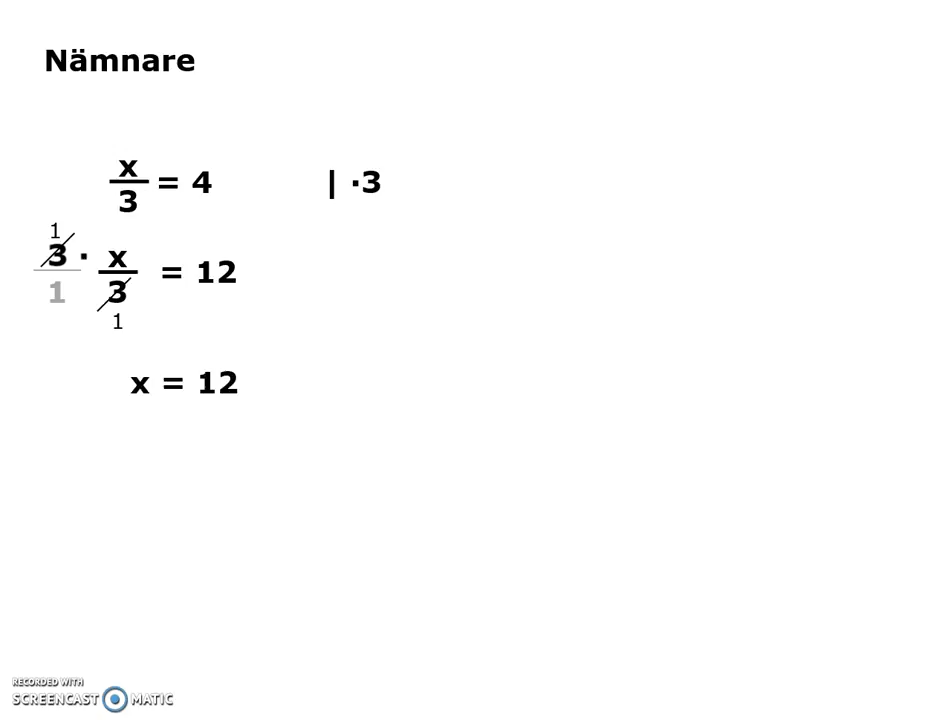 Nämnare
x/3 = 4 | ·3
1
3/1 · x/3 = 12
1
x = 12
RECORDED WITH
SCREENCAST MATIC